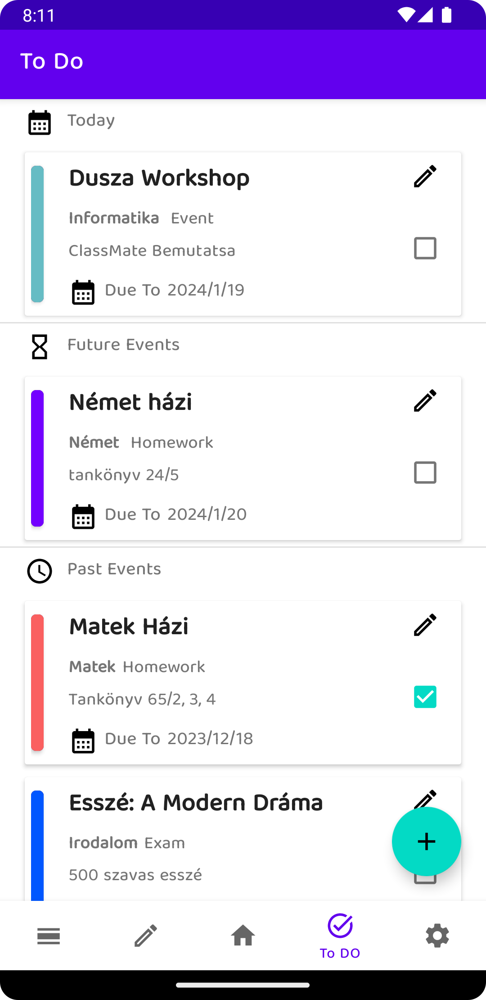 8:11
To Do
Today
Dusza Workshop
Informatika Event
ClassMate Bemutatsa
Due To 2024/1/19
Future Events
Német házi
Német Homework
tankönyv 24/5
Due To 2024/1/20
Past Events
Matek Házi
Matek Homework
Tankönyv 65/2, 3, 4
Due To 2023/12/18
Esszé: A Modern Dráma
Irodalom Exam
500 szavas esszé
To DO